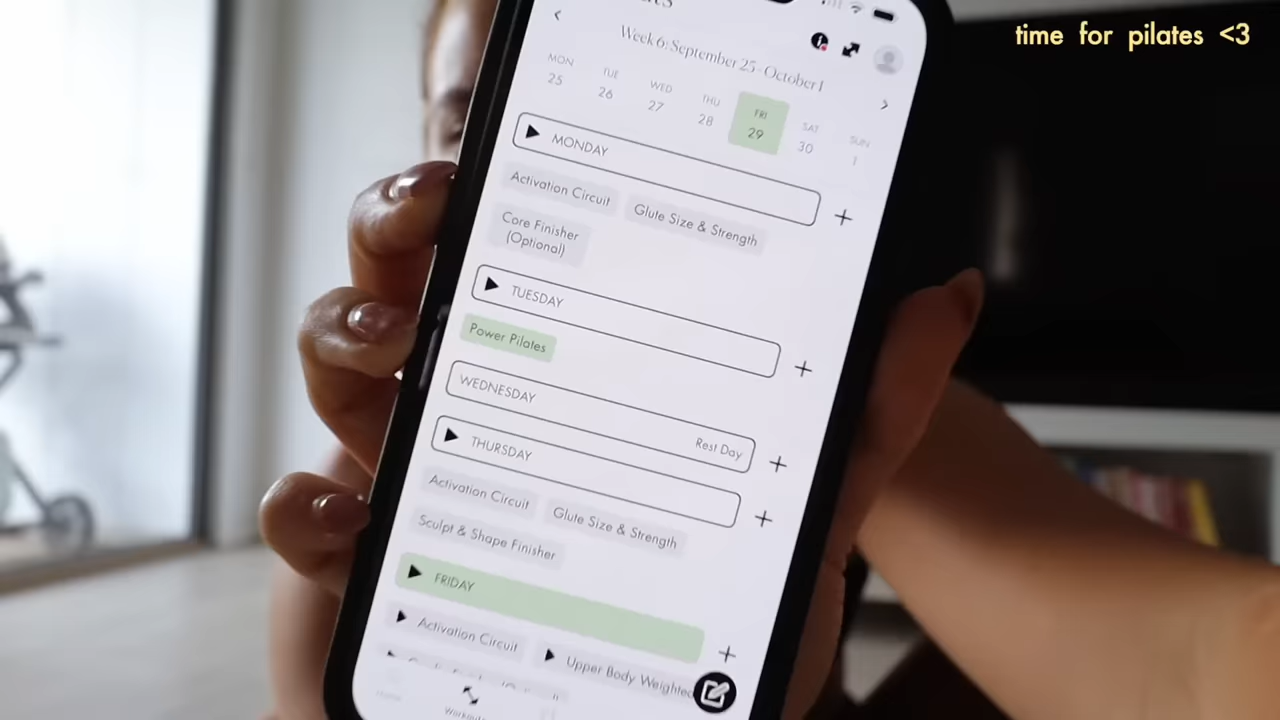 time for pilates <3
Week 6: September 25 - October 1
MON TUE WED THU FRI SAT SUN
25 26 27 28 29 30 1
MONDAY
Activation Circuit Glute Size & Strength
Core Finisher
(Optional)
TUESDAY
Power Pilates
WEDNESDAY Rest Day
THURSDAY
Activation Circuit Glute Size & Strength
Sculpt & Shape Finisher
FRIDAY
Activation Circuit Upper Body Weighted